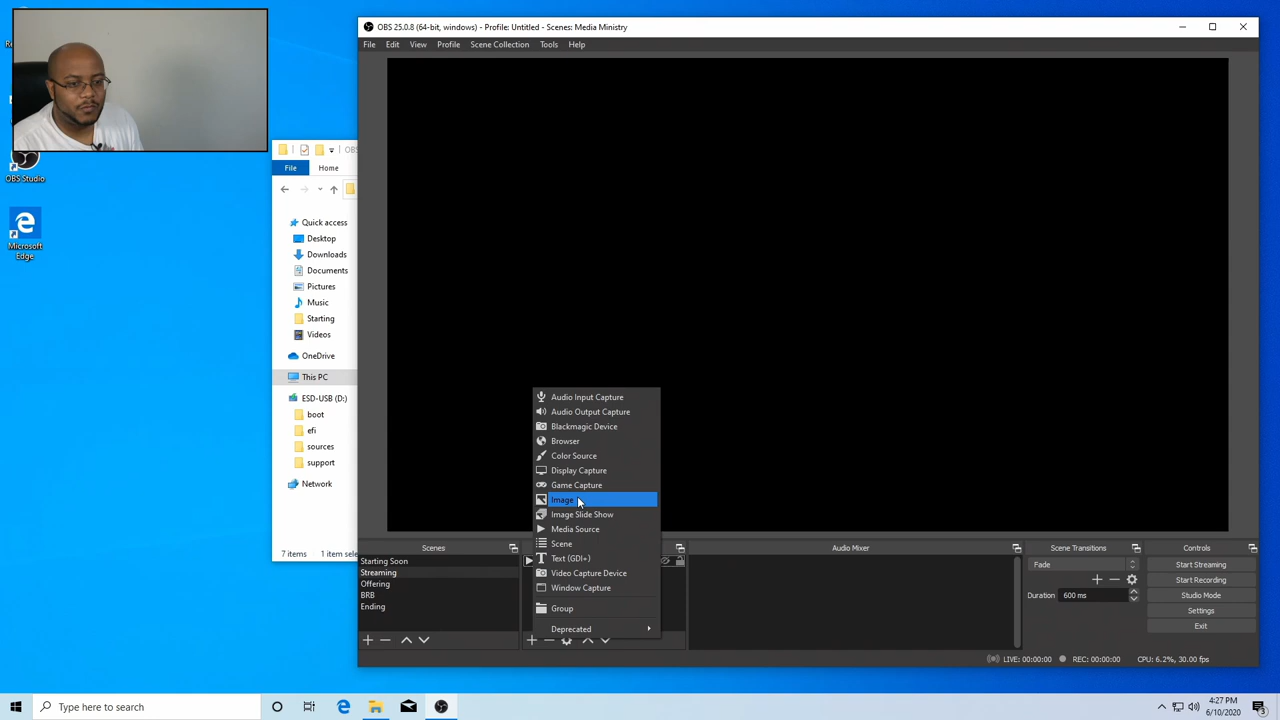 Re
OBS Studio
Microsoft
Edge
OBS
File
Home
Quick access
Desktop
Downloads
Documents
Pictures
Music
Starting
Videos
OneDrive
This PC
ESD-USB (D:)
boot
efi
sources
support
Network
7 items
1 item sele
OBS 25.0.8 (64-bit, windows) - Profile: Untitled - Scenes: Media Ministry
File
Edit
View
Profile
Scene Collection
Tools
Help
Audio Input Capture
Audio Output Capture
Blackmagic Device
Browser
Color Source
Display Capture
Game Capture
Image
Image Slide Show
Media Source
Scene
Text (GDI+)
Video Capture Device
Window Capture
Group
Deprecated
Scenes
Starting Soon
Streaming
Offering
BRB
Ending
Audio Mixer
Scene Transitions
Fade
Duration 600 ms
Controls
Start Streaming
Start Recording
Studio Mode
Settings
Exit
LIVE: 00:00:00
REC: 00:00:00
CPU: 6.2%, 30.00 fps
Type here to search
4:27 PM
6/10/2020
3